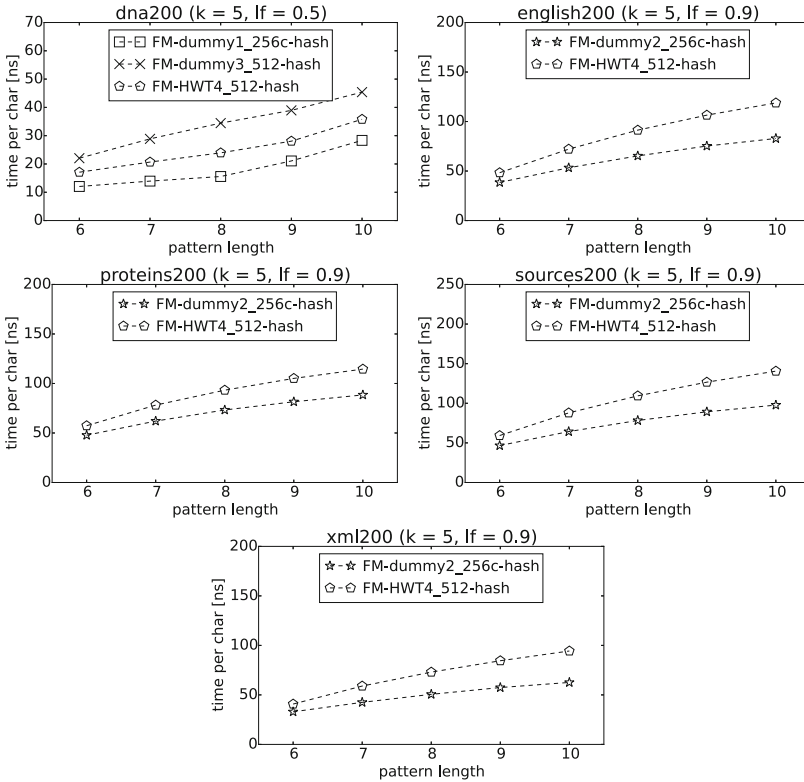 dna200 (k = 5, lf = 0.5)
70
60
50
40
30
20
10
0
time per char [ns]
FM-dummy1_256c-hash
FM-dummy3_512-hash
FM-HWT4_512-hash
6 7 8 9 10
pattern length
english200 (k = 5, lf = 0.9)
200
150
100
50
0
time per char [ns]
FM-dummy2_256c-hash
FM-HWT4_512-hash
6 7 8 9 10
pattern length
proteins200 (k = 5, lf = 0.9)
200
150
100
50
0
time per char [ns]
FM-dummy2_256c-hash
FM-HWT4_512-hash
6 7 8 9 10
pattern length
sources200 (k = 5, lf = 0.9)
250
200
150
100
50
0
time per char [ns]
FM-dummy2_256c-hash
FM-HWT4_512-hash
6 7 8 9 10
pattern length
xml200 (k = 5, lf = 0.9)
200
150
100
50
0
time per char [ns]
FM-dummy2_256c-hash
FM-HWT4_512-hash
6 7 8 9 10
pattern length